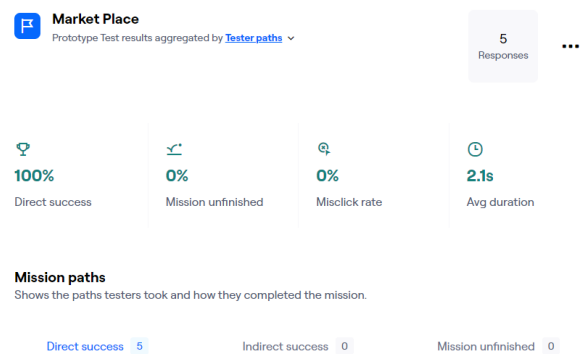 Market Place
Prototype Test results aggregated by Tester paths
5
Responses
100%
Direct success
0%
Mission unfinished
0%
Misclick rate
2.1s
Avg duration
Mission paths
Shows the paths testers took and how they completed the mission.
Direct success 5
Indirect success 0
Mission unfinished 0